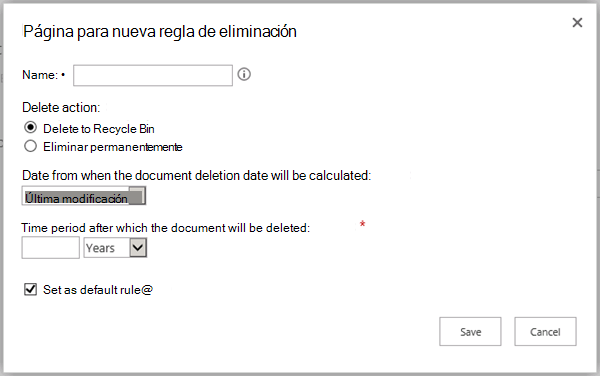 Página para nueva regla de eliminación
Name: •
Delete action:
Delete to Recycle Bin
Eliminar permanentemente
Date from when the document deletion date will be calculated:
Última modificación
Time period after which the document will be deleted: *
Years
Set as default rule@
Save Cancel